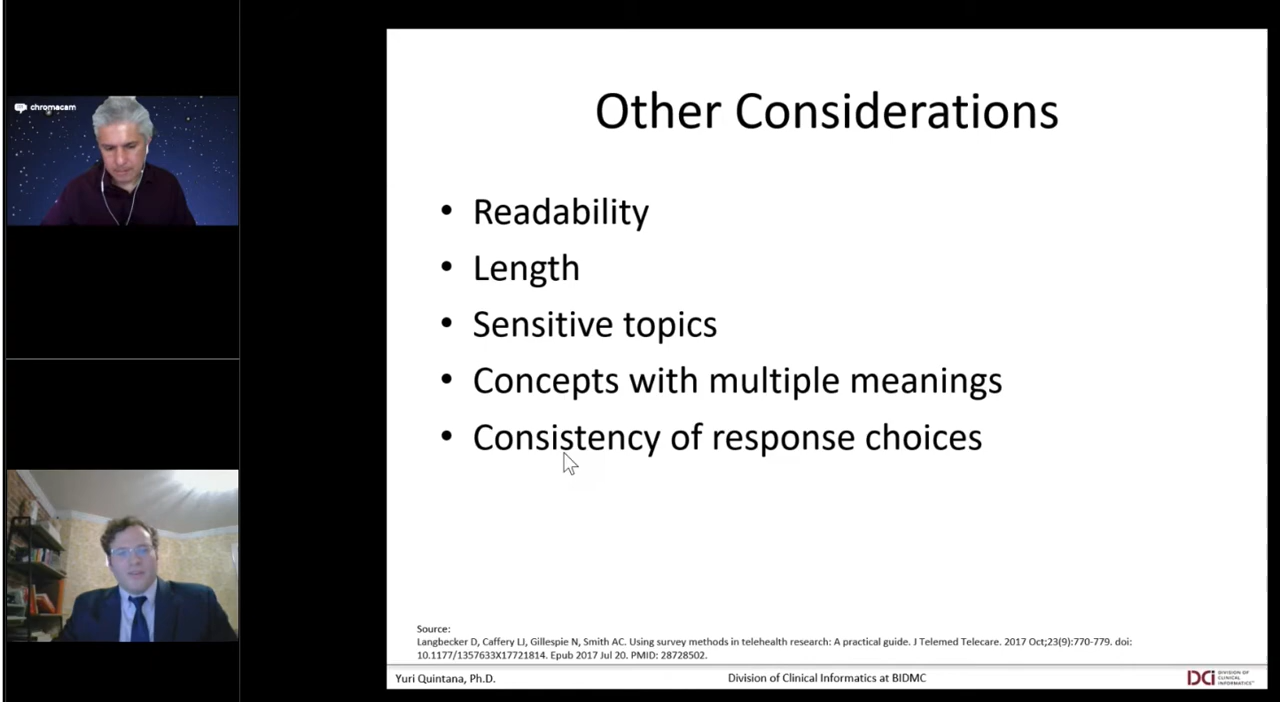 chromacam
Other Considerations
• Readability
• Length
• Sensitive topics
• Concepts with multiple meanings
• Consistency of response choices
Source:
Langbecker D, Caffery LJ, Gillespie N, Smith AC. Using survey methods in telehealth research: A practical guide. J Telemed Telecare. 2017 Oct;23(9):770-779. doi:
10.1177/1357633X17721814. Epub 2017 Jul 20. PMID: 28728502.
Yuri Quintana, Ph.D.
Division of Clinical Informatics at BIDMC
DCi
DIVISION OF
CLINICAL
INFORMATICS